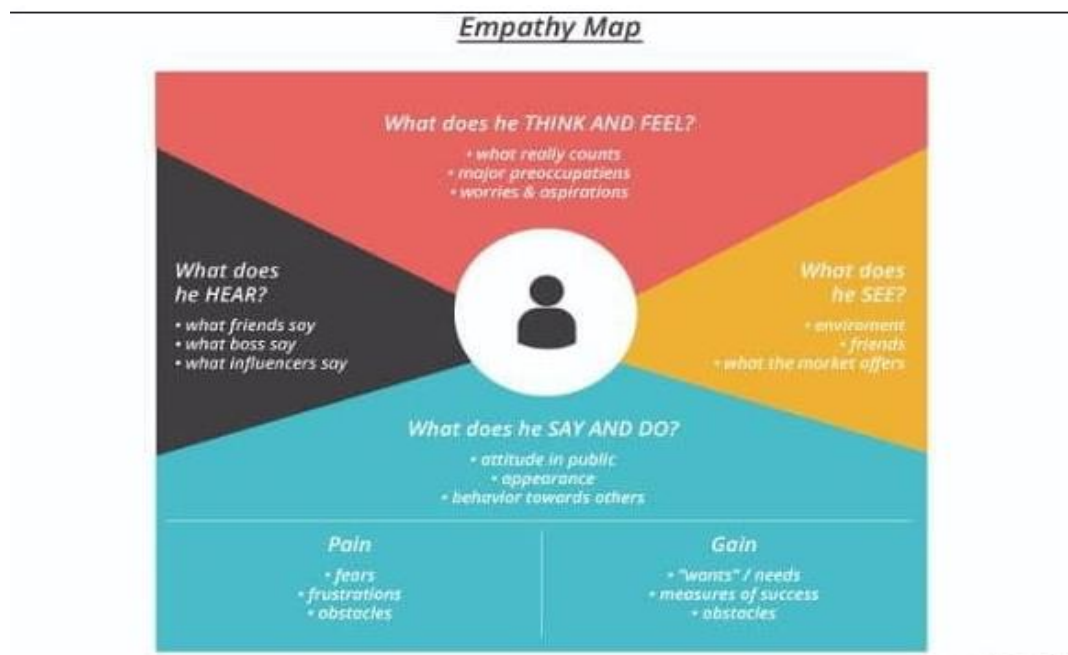 Empathy Map
What does he THINK AND FEEL?
• what really counts
• major preoccupatiens
• worries & aspirations
What does
he HEAR?
• what friends say
• what boss say
• what influencers say
What does
he SEE?
• enviroment
• friends
• what the market offers
What does he SAY AND DO?
• attitude in public
• appearance
• behavior towards others
Pain
• fears
• frustrations
• obstacles
Gain
• "wants" / needs
• measures of success
• obstacles